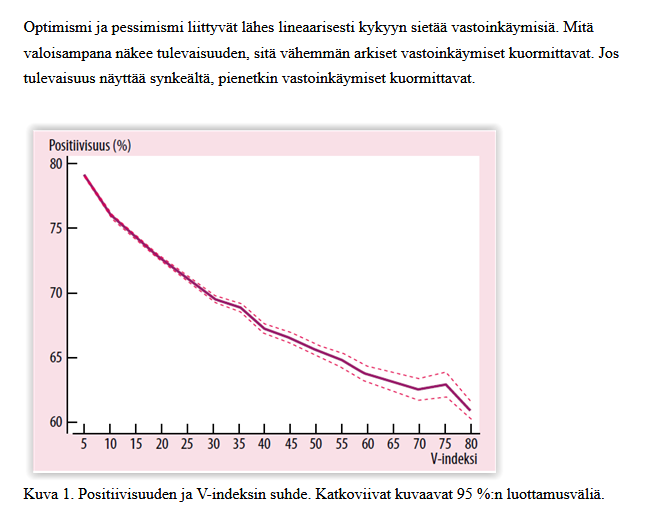 Optimismi ja pessimismi liittyvät lähes lineaarisesti kykyyn sietää vastoinkäymisiä. Mitä
valoisampana näkee tulevaisuuden, sitä vähemmän arkiset vastoinkäymiset kuormittavat. Jos
tulevaisuus näyttää synkeältä, pienetkin vastoinkäymiset kuormittavat.
Positiivisuus (%)
80
75
70
65
60
5 10 15 20 25 30 35 40 45 50 55 60 65 70 75 80
V-indeksi
Kuva 1. Positiivisuuden ja V-indeksin suhde. Katkoviivat kuvaavat 95 %:n luottamusväliä.